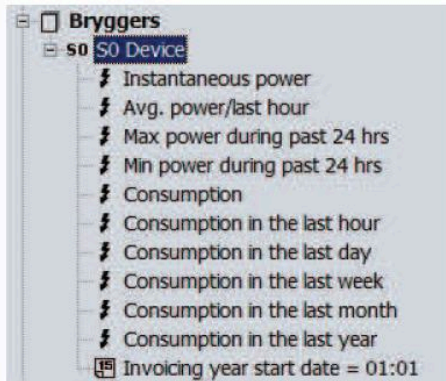 Bryggers
S0 S0 Device
Instantaneous power
Avg. power/last hour
Max power during past 24 hrs
Min power during past 24 hrs
Consumption
Consumption in the last hour
Consumption in the last day
Consumption in the last week
Consumption in the last month
Consumption in the last year
15 Invoicing year start date = 01:01